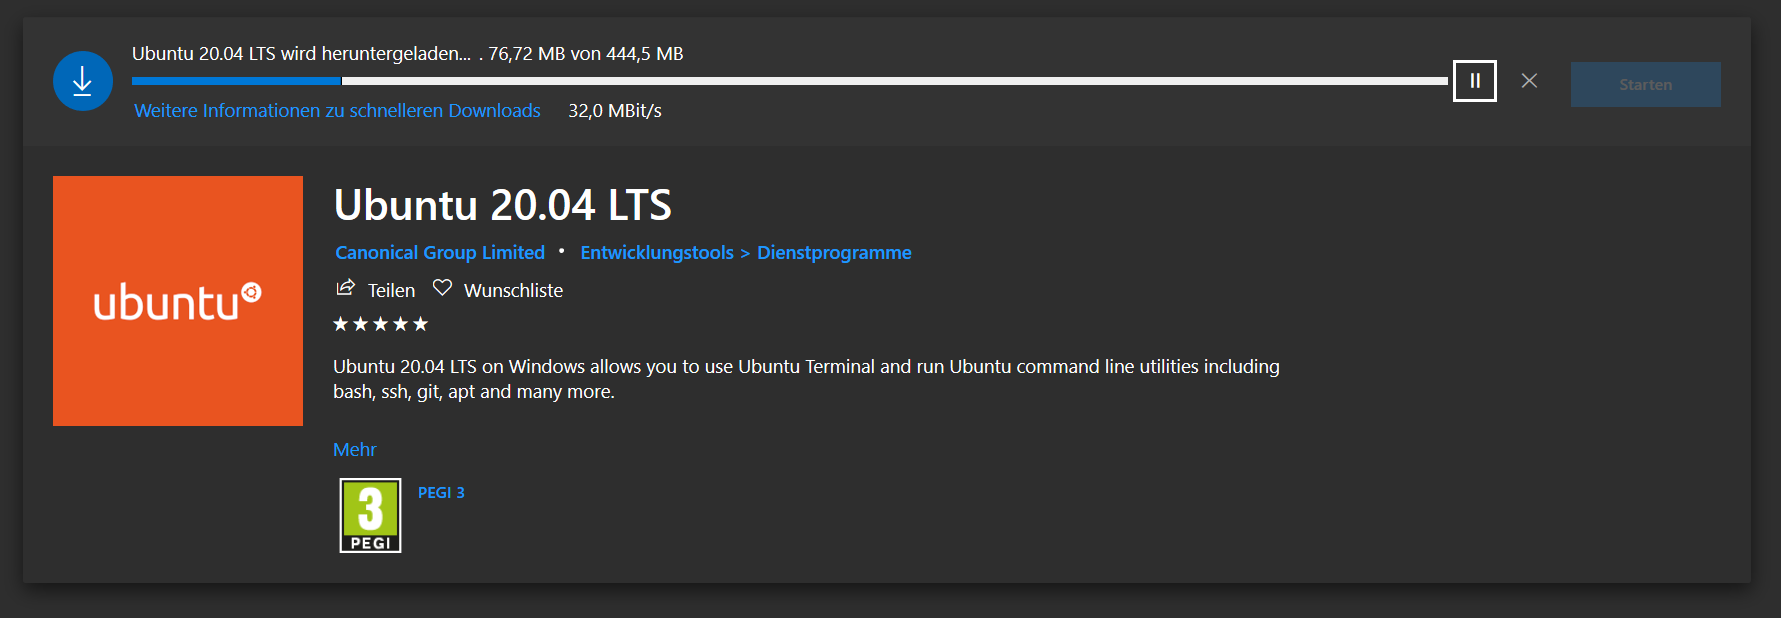 Ubuntu 20.04 LTS wird heruntergeladen... . 76,72 MB von 444,5 MB
Weitere Informationen zu schnelleren Downloads 32,0 MBit/s
Starten
ubuntu
Ubuntu 20.04 LTS
Canonical Group Limited • Entwicklungstools > Dienstprogramme
Teilen Wunschliste
Ubuntu 20.04 LTS on Windows allows you to use Ubuntu Terminal and run Ubuntu command line utilities including
bash, ssh, git, apt and many more.
Mehr
3
PEGI
PEGI 3